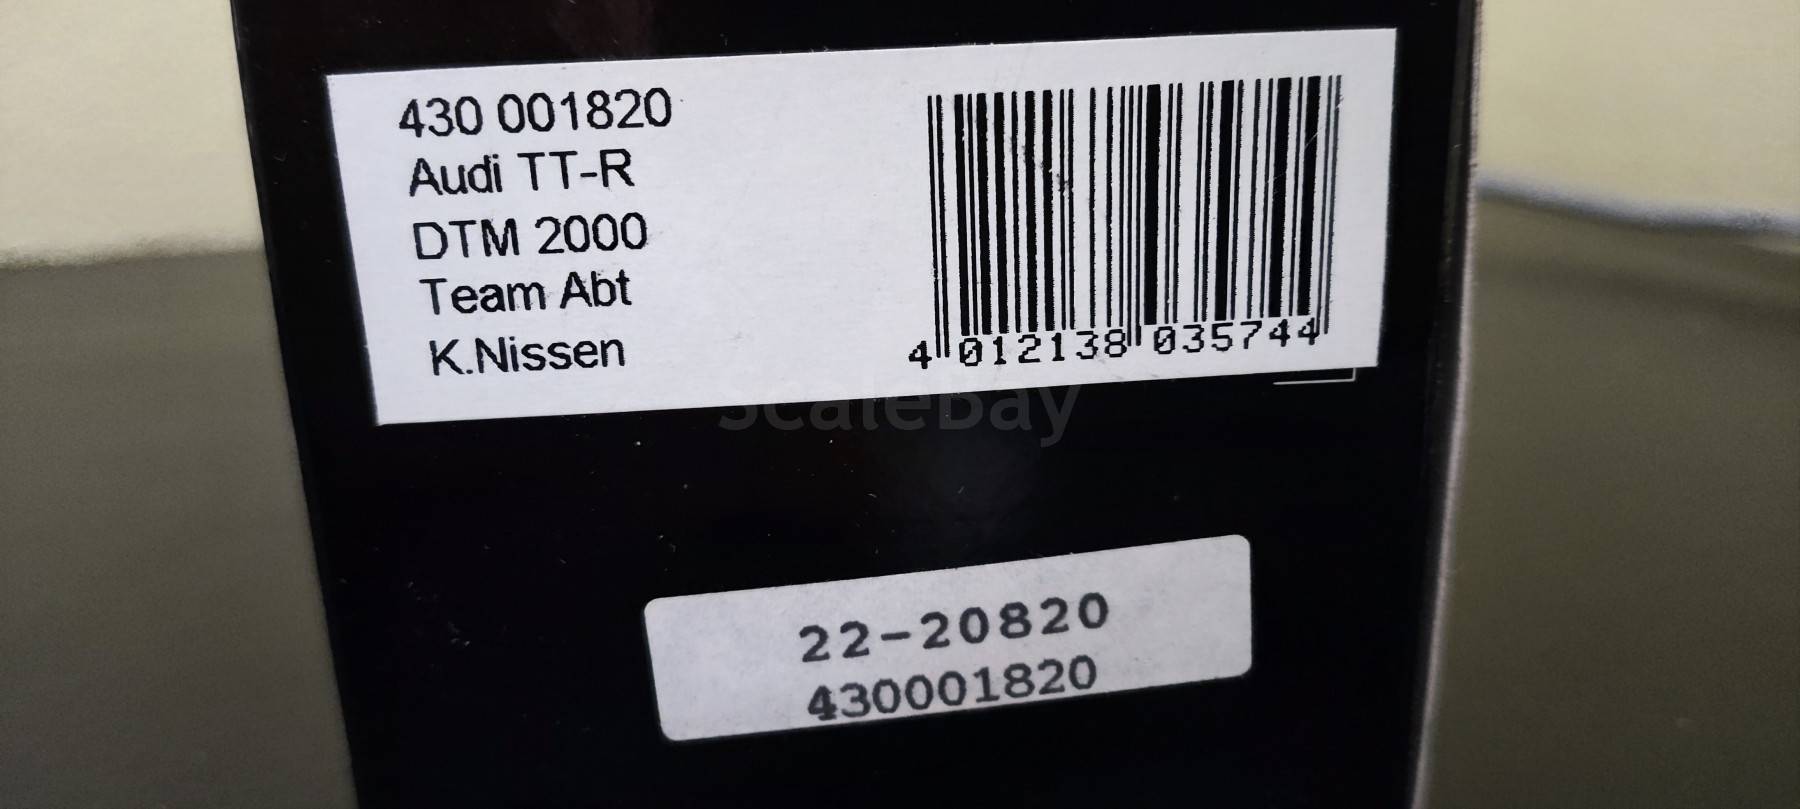 430 001820
Audi TT-R
DTM 2000
Team Abt
K.Nissen
4 012138 035744
ScaleBay
22-20820
430001820